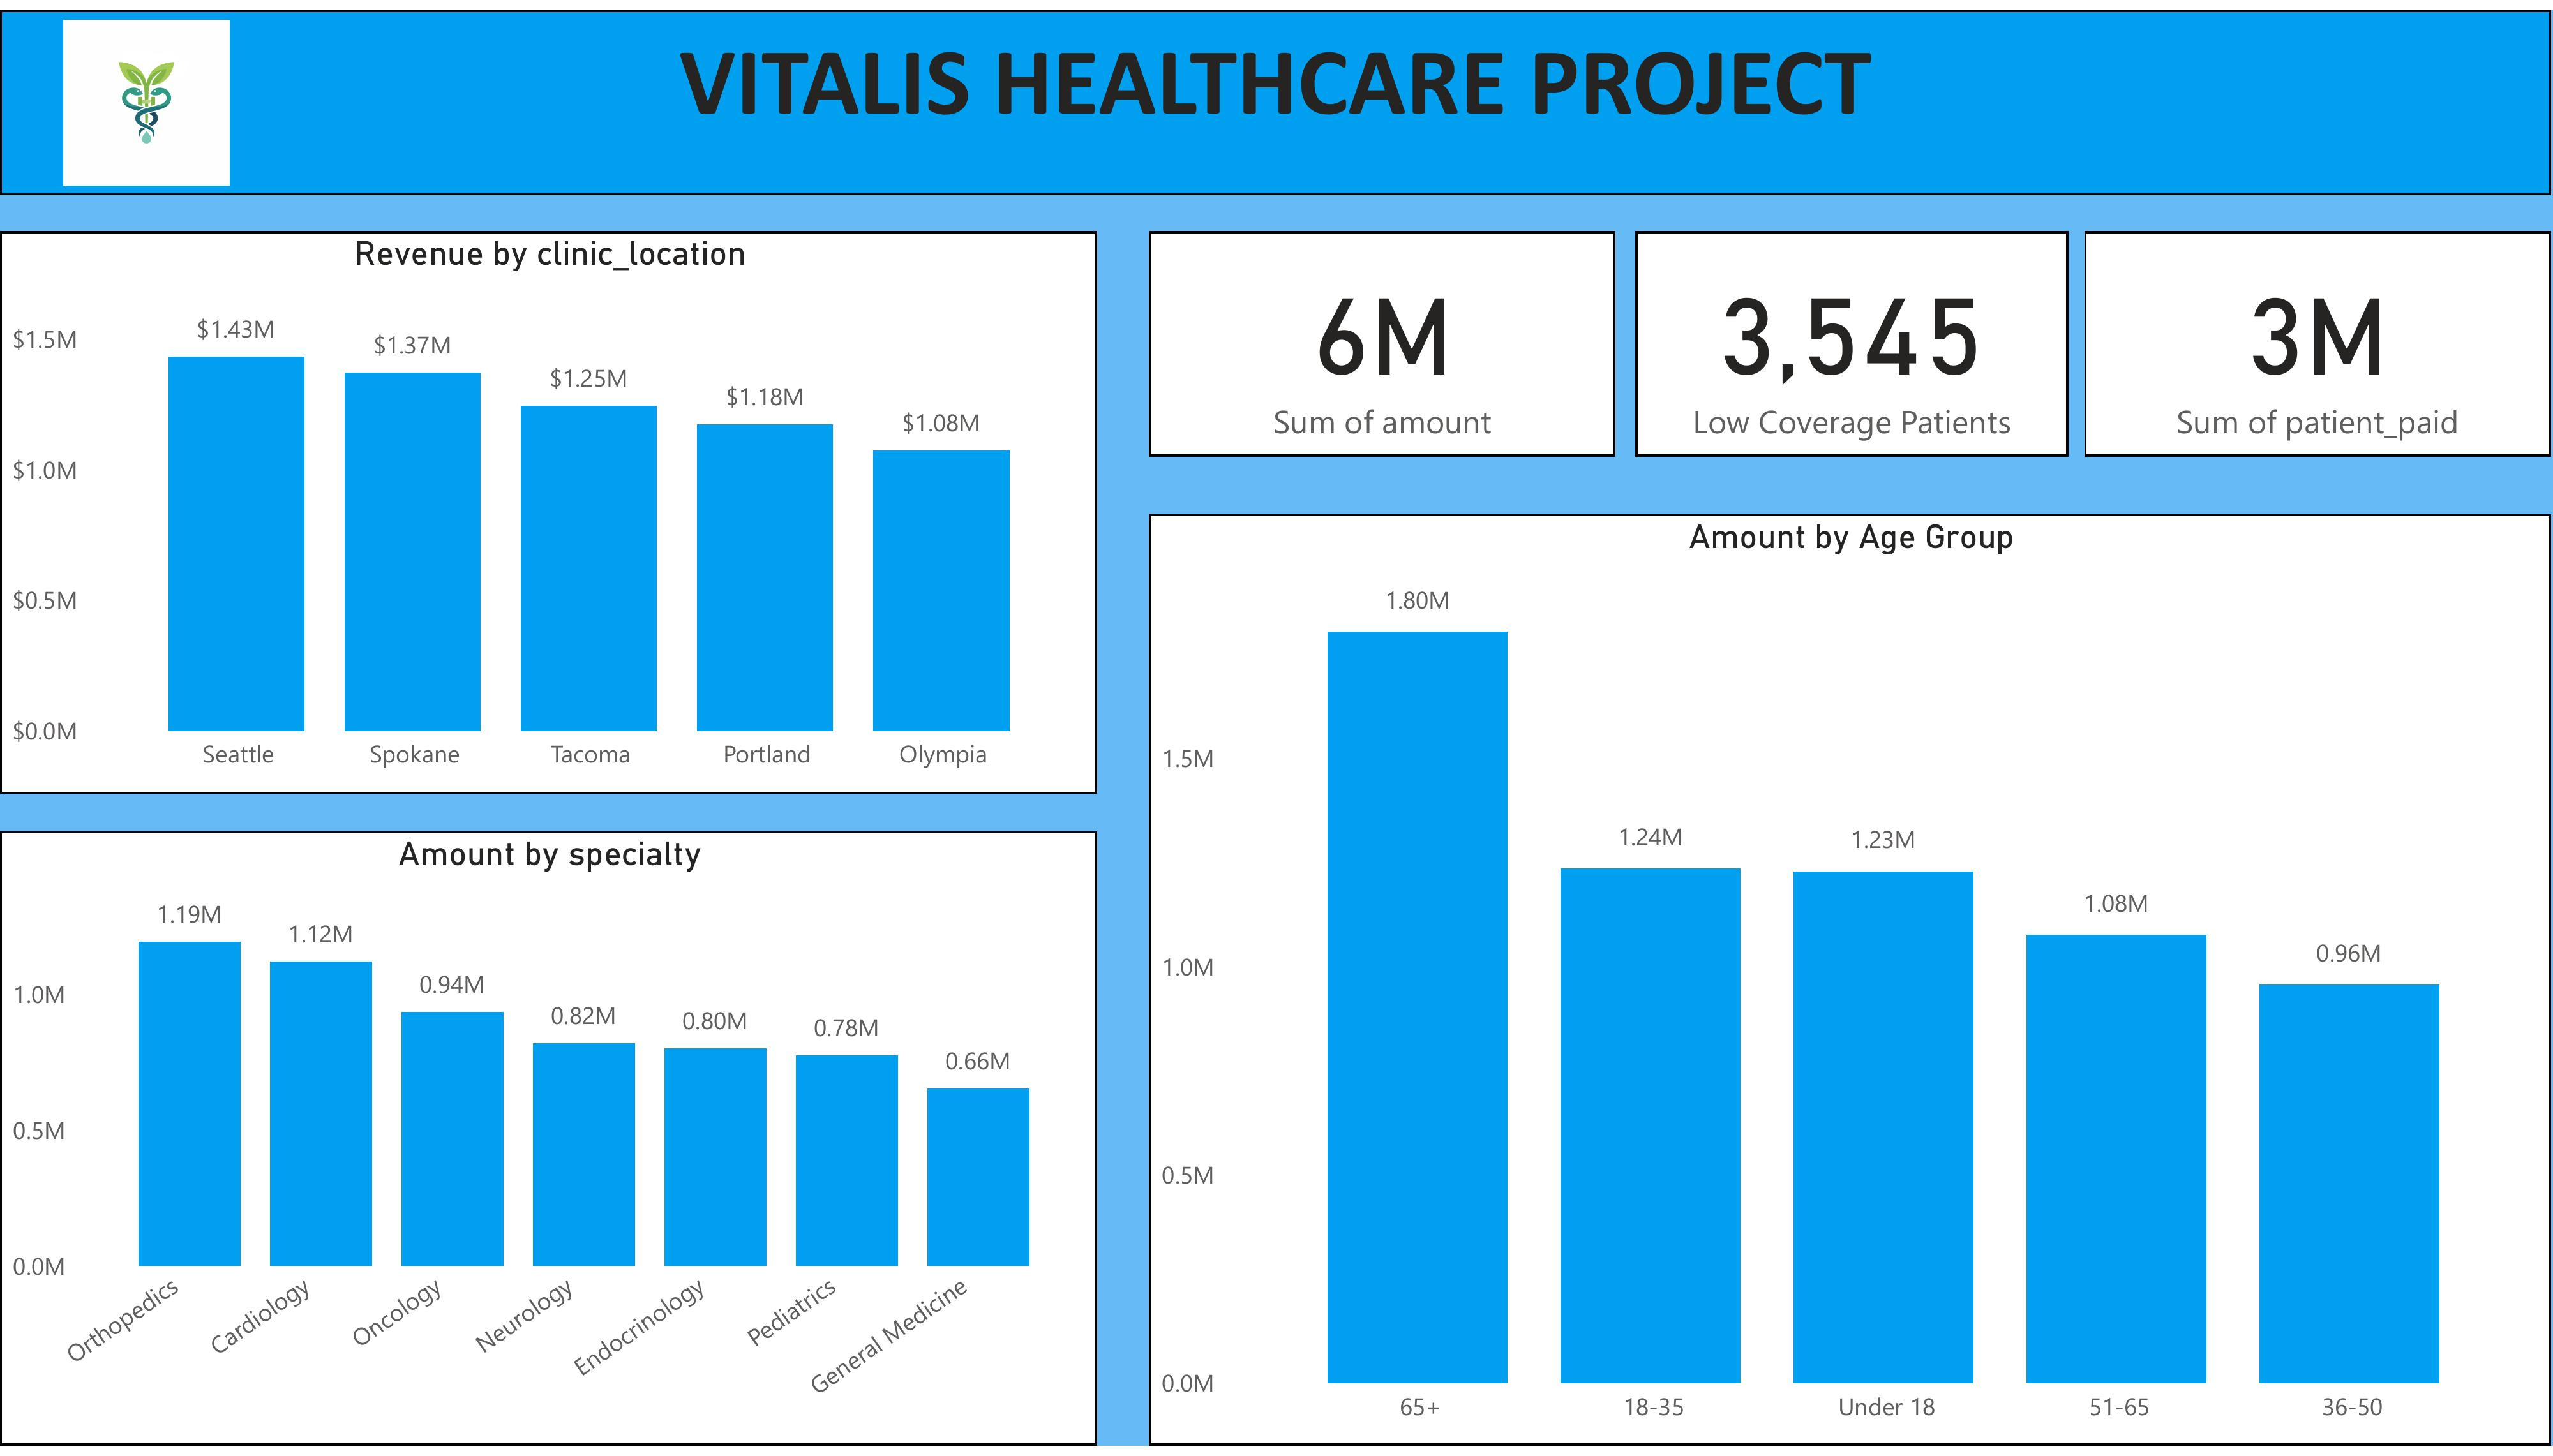 VITALIS HEALTHCARE PROJECT
Revenue by clinic_location
$1.5M
$1.0M
$0.5M
$0.0M
$1.43M
$1.37M
$1.25M
$1.18M
$1.08M
Seattle
Spokane
Tacoma
Portland
Olympia
6M
Sum of amount
3,545
Low Coverage Patients
3M
Sum of patient_paid
Amount by specialty
1.0M
0.5M
0.0M
1.19M
1.12M
0.94M
0.82M
0.80M
0.78M
0.66M
Orthopedics
Cardiology
Oncology
Neurology
Endocrinology
Pediatrics
General Medicine
Amount by Age Group
1.5M
1.0M
0.5M
0.0M
1.80M
1.24M
1.23M
1.08M
0.96M
65+
18-35
Under 18
51-65
36-50